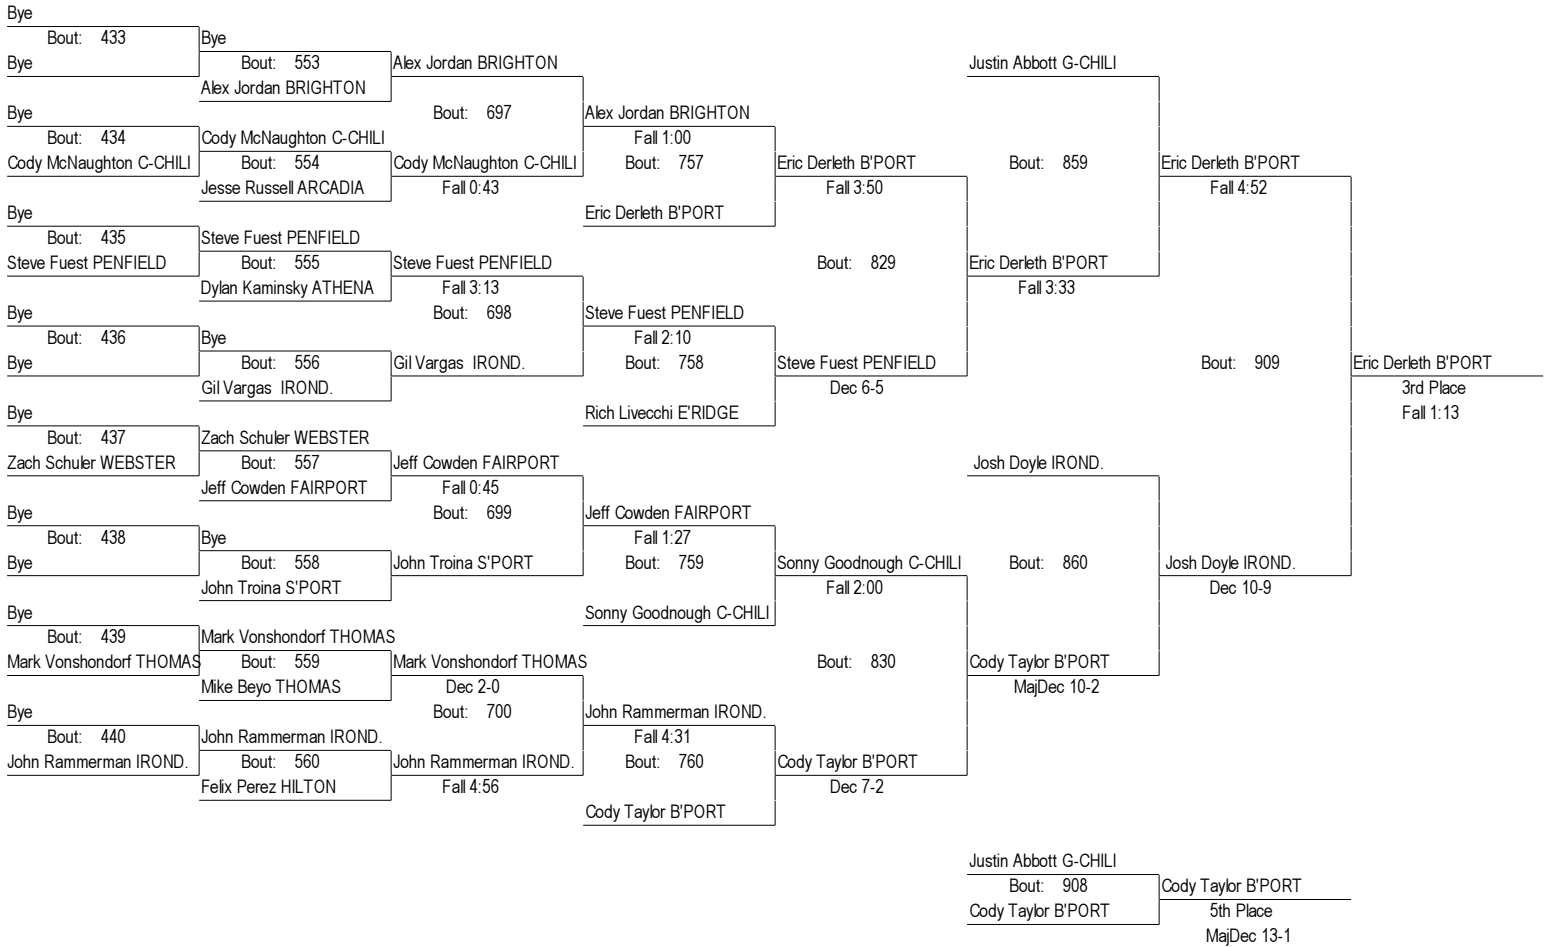 Bye
Bout: 433
Bye
Bye
Bout: 553
Alex Jordan BRIGHTON
Alex Jordan BRIGHTON
Justin Abbott G-CHILI
Bye
Bout: 434
Cody McNaughton C-CHILI
Cody McNaughton C-CHILI
Bout: 554
Jesse Russell ARCADIA
Bout: 697
Cody McNaughton C-CHILI
Fall 0:43
Alex Jordan BRIGHTON
Fall 1:00
Bout: 757
Eric Derleth B'PORT
Eric Derleth B'PORT
Fall 3:50
Bout: 859
Eric Derleth B'PORT
Fall 4:52
Bye
Bout: 435
Steve Fuest PENFIELD
Steve Fuest PENFIELD
Bout: 555
Dylan Kaminsky ATHENA
Steve Fuest PENFIELD
Fall 3:13
Bout: 698
Bout: 829
Eric Derleth B'PORT
Fall 3:33
Bye
Bout: 436
Bye
Bye
Bout: 556
Gil Vargas IROND.
Gil Vargas IROND.
Steve Fuest PENFIELD
Fall 2:10
Bout: 758
Rich Livecchi E'RIDGE
Steve Fuest PENFIELD
Dec 6-5
Bout: 909
Eric Derleth B'PORT
3rd Place
Fall 1:13
Bye
Bout: 437
Zach Schuler WEBSTER
Zach Schuler WEBSTER
Bout: 557
Jeff Cowden FAIRPORT
Jeff Cowden FAIRPORT
Fall 0:45
Bout: 699
Josh Doyle IROND.
Bye
Bout: 438
Bye
Bye
Bout: 558
John Troina S'PORT
John Troina S'PORT
Jeff Cowden FAIRPORT
Fall 1:27
Bout: 759
Sonny Goodnough C-CHILI
Sonny Goodnough C-CHILI
Fall 2:00
Bout: 860
Josh Doyle IROND.
Dec 10-9
Bye
Bout: 439
Mark Vonshondorf THOMAS
Mark Vonshondorf THOMAS
Bout: 559
Mike Beyo THOMAS
Mark Vonshondorf THOMAS
Dec 2-0
Bout: 700
Bout: 830
Cody Taylor B'PORT
MajDec 10-2
Bye
Bout: 440
John Rammerman IROND.
John Rammerman IROND.
Bout: 560
Felix Perez HILTON
John Rammerman IROND.
Fall 4:56
John Rammerman IROND.
Fall 4:31
Bout: 760
Cody Taylor B'PORT
Cody Taylor B'PORT
Dec 7-2
Justin Abbott G-CHILI
Bout: 908
Cody Taylor B'PORT
Cody Taylor B'PORT
5th Place
MajDec 13-1